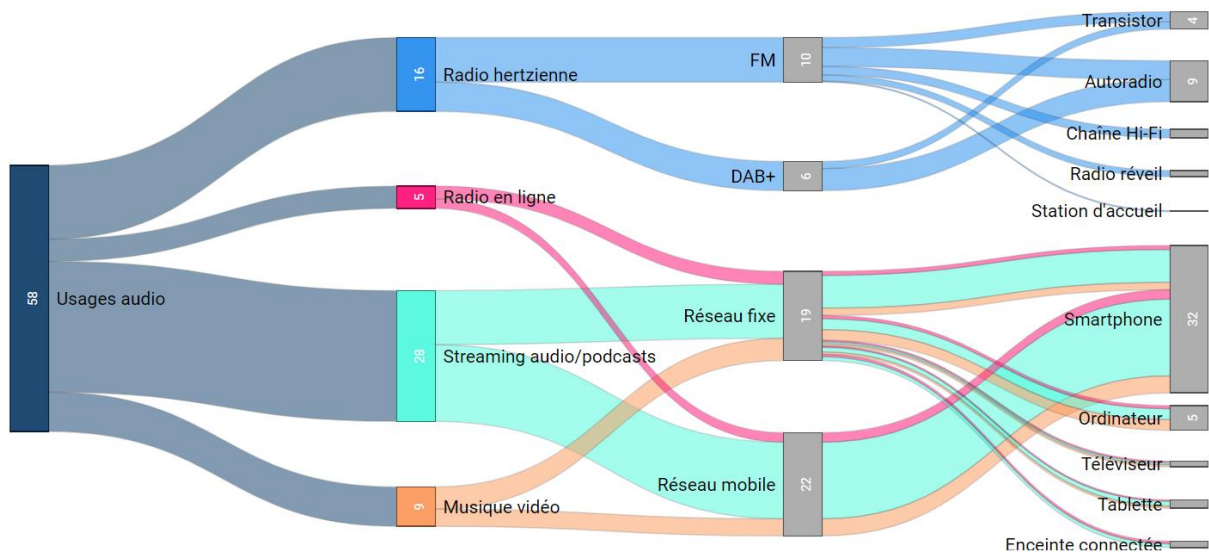 Usages audio
58
Radio hertzienne
16
Radio en ligne
5
Streaming audio/podcasts
28
Musique vidéo
9
FM
10
DAB+
6
Réseau fixe
19
Réseau mobile
22
Transistor
4
Autoradio
9
Chaîne Hi-Fi
Radio réveil
Station d'accueil
Smartphone
32
Ordinateur
5
Téléviseur
Tablette
Enceinte connectée